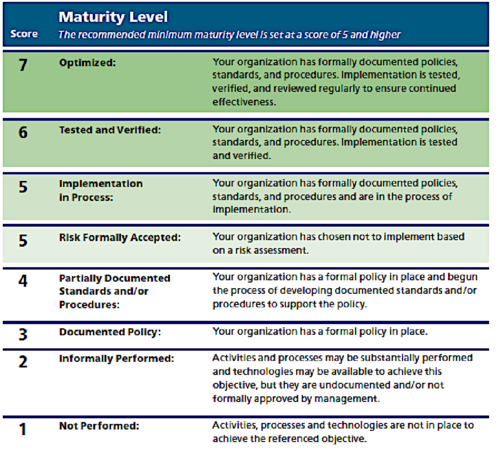 Maturity Level
Score The recommended minimum maturity level is set at a score of 5 and higher
7 Optimized: Your organization has formally documented policies,
standards, and procedures. Implementation is tested,
verified, and reviewed regularly to ensure continued
effectiveness.
6 Tested and Verified: Your organization has formally documented policies,
standards, and procedures. Implementation is tested
and verified.
5 Implementation Your organization has formally documented policies,
in Process: standards, and procedures and are in the process of
implementation.
5 Risk Formally Accepted: Your organization has chosen not to implement based
on a risk assessment.
4 Partially Documented Your organization has a formal policy in place and begun
Standards and/or the process of developing documented standards and/or
Procedures: procedures to support the policy.
3 Documented Policy: Your organization has a formal policy in place.
2 Informally Performed: Activities and processes may be substantially performed
and technologies may be available to achieve this
objective, but they are undocumented and/or not
formally approved by management.
1 Not Performed: Activities, processes and technologies are not in place to
achieve the referenced objective.